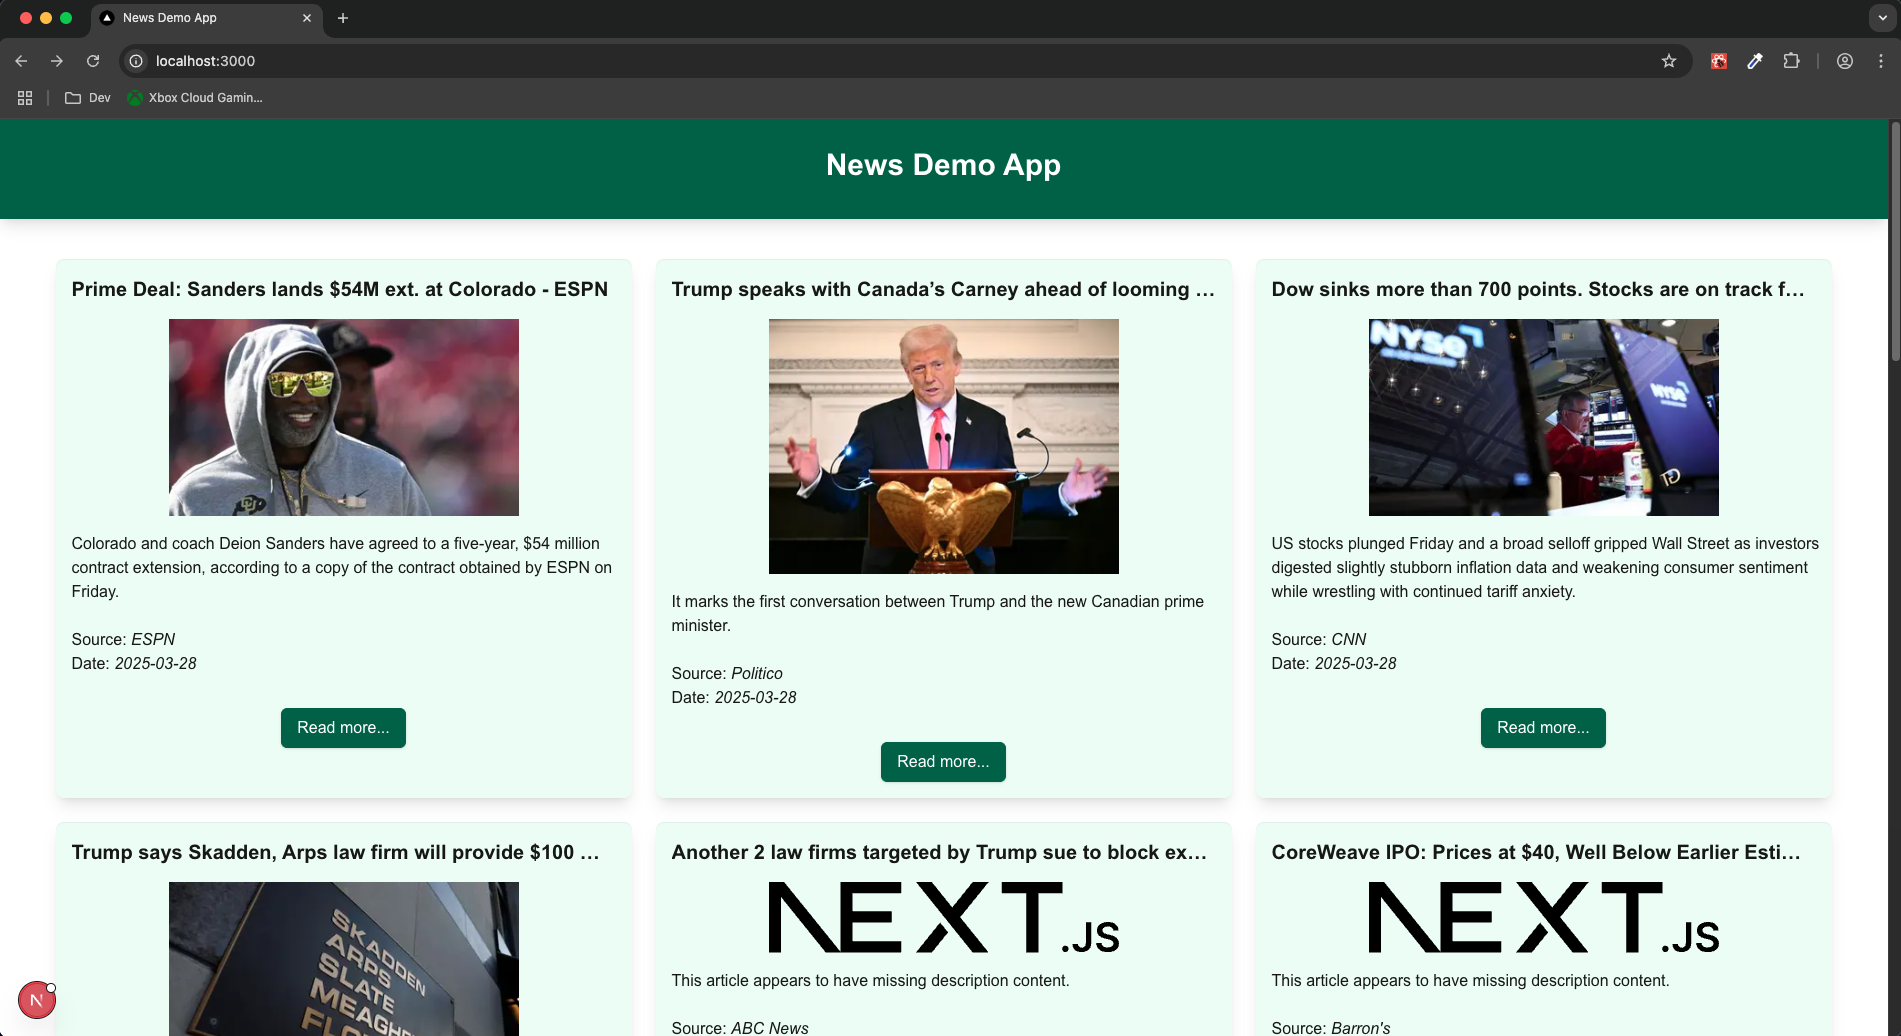 News Demo App
localhost:3000
Dev
Xbox Cloud Gamin...
News Demo App
Prime Deal: Sanders lands $54M ext. at Colorado - ESPN
CU
Colorado and coach Deion Sanders have agreed to a five-year, $54 million
contract extension, according to a copy of the contract obtained by ESPN on
Friday.
Source: ESPN
Date: 2025-03-28
Read more...
Trump speaks with Canada’s Carney ahead of looming …
It marks the first conversation between Trump and the new Canadian prime
minister.
Source: Politico
Date: 2025-03-28
Read more...
Dow sinks more than 700 points. Stocks are on track f…
NYSE
NYSE
US stocks plunged Friday and a broad selloff gripped Wall Street as investors
digested slightly stubborn inflation data and weakening consumer sentiment
while wrestling with continued tariff anxiety.
Source: CNN
Date: 2025-03-28
Read more...
Trump says Skadden, Arps law firm will provide $100 …
SKADDEN
ARPS
SLATE
MEAGHE
FLO
Another 2 law firms targeted by Trump sue to block ex…
NEXT.JS
This article appears to have missing description content.
Source: ABC News
CoreWeave IPO: Prices at $40, Well Below Earlier Esti…
NEXT.JS
This article appears to have missing description content.
Source: Barron's
N